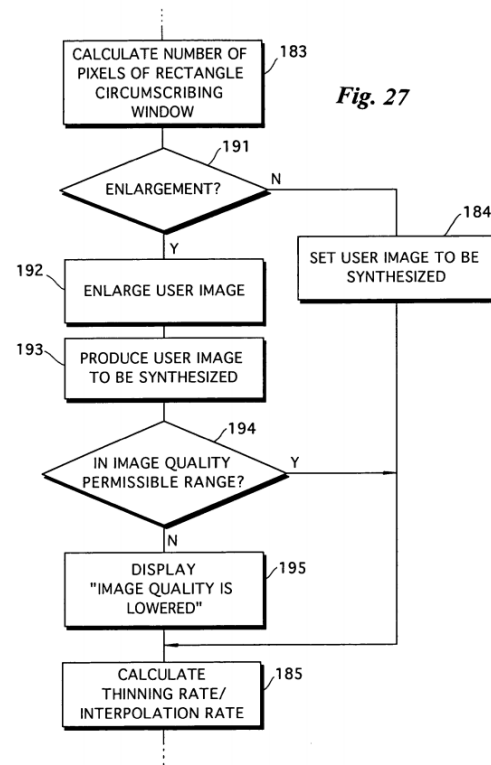 CALCULATE NUMBER OF
PIXELS OF RECTANGLE
CIRCUMSCRIBING
WINDOW
183
Fig. 27
191
ENLARGEMENT?
N
Y
184
SET USER IMAGE TO BE
SYNTHESIZED
192
ENLARGE USER IMAGE
193
PRODUCE USER IMAGE
TO BE SYNTHESIZED
194
IN IMAGE QUALITY
PERMISSIBLE RANGE?
Y
N
DISPLAY
"IMAGE QUALITY IS
LOWERED"
195
CALCULATE
THINNING RATE/
INTERPOLATION RATE
185